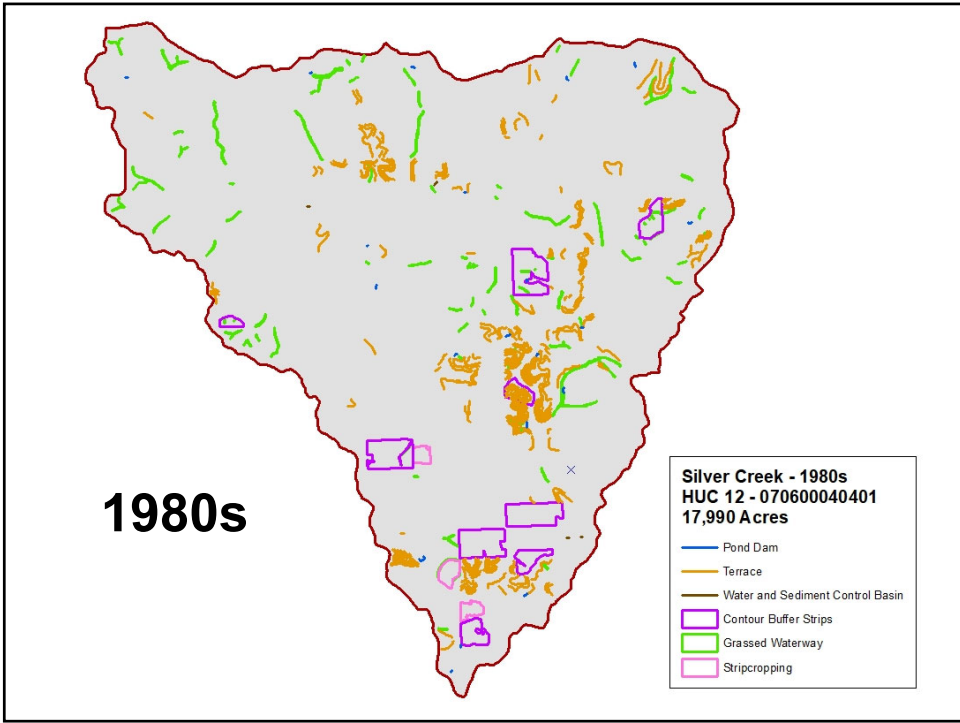 1980s
Silver Creek - 1980s
HUC 12 - 070600040401
17,990 Acres
Pond Dam
Terrace
Water and Sediment Control Basin
Contour Buffer Strips
Grassed Waterway
Stripcropping